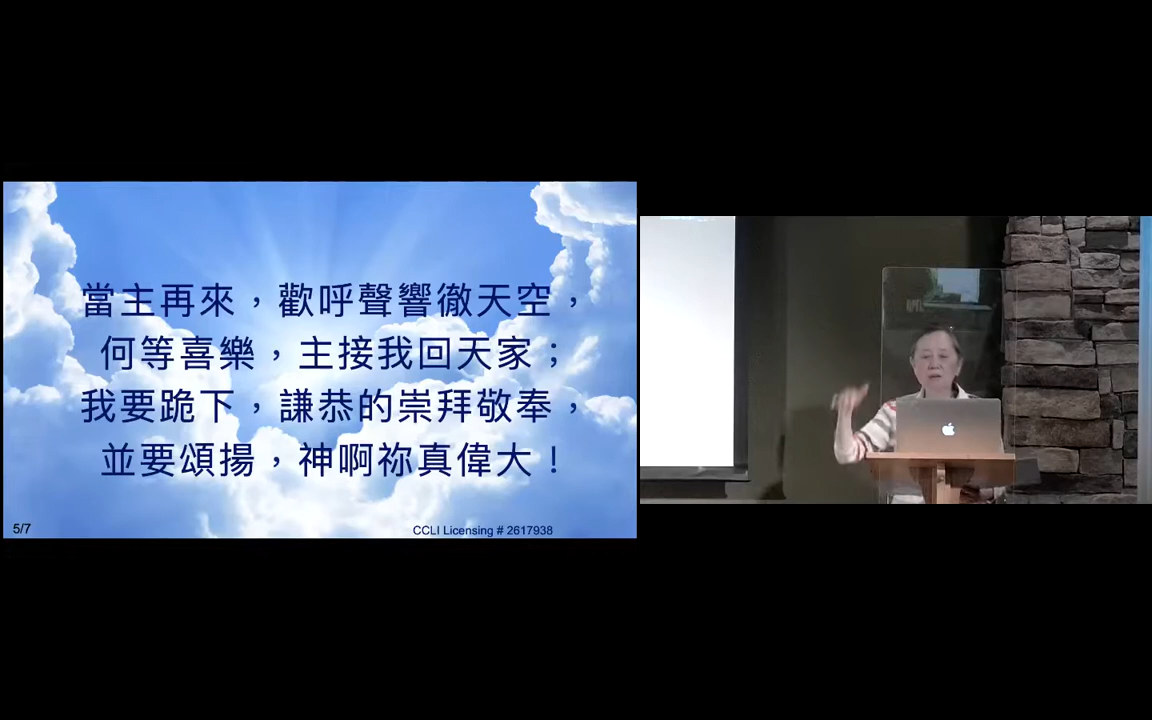 當主再來，歡呼聲響徹天空，
何等喜樂，主接我回天家；
我要跪下，謙恭的崇拜敬奉，
並要頌揚，神啊祢真偉大！
5/7
CCLI Licensing # 2617938